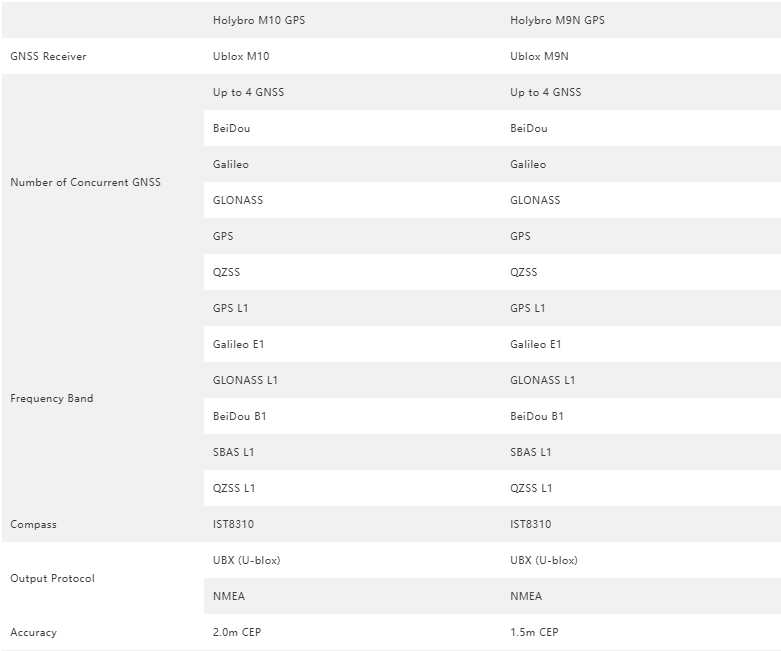 Holybro M10 GPS Holybro M9N GPS
GNSS Receiver Ublox M10 Ublox M9N
Number of Concurrent GNSS Up to 4 GNSS Up to 4 GNSS
BeiDou BeiDou
Galileo Galileo
GLONASS GLONASS
GPS GPS
QZSS QZSS
Frequency Band GPS L1 GPS L1
Galileo E1 Galileo E1
GLONASS L1 GLONASS L1
BeiDou B1 BeiDou B1
SBAS L1 SBAS L1
QZSS L1 QZSS L1
Compass IST8310 IST8310
Output Protocol UBX (U-blox) UBX (U-blox)
NMEA NMEA
Accuracy 2.0m CEP 1.5m CEP